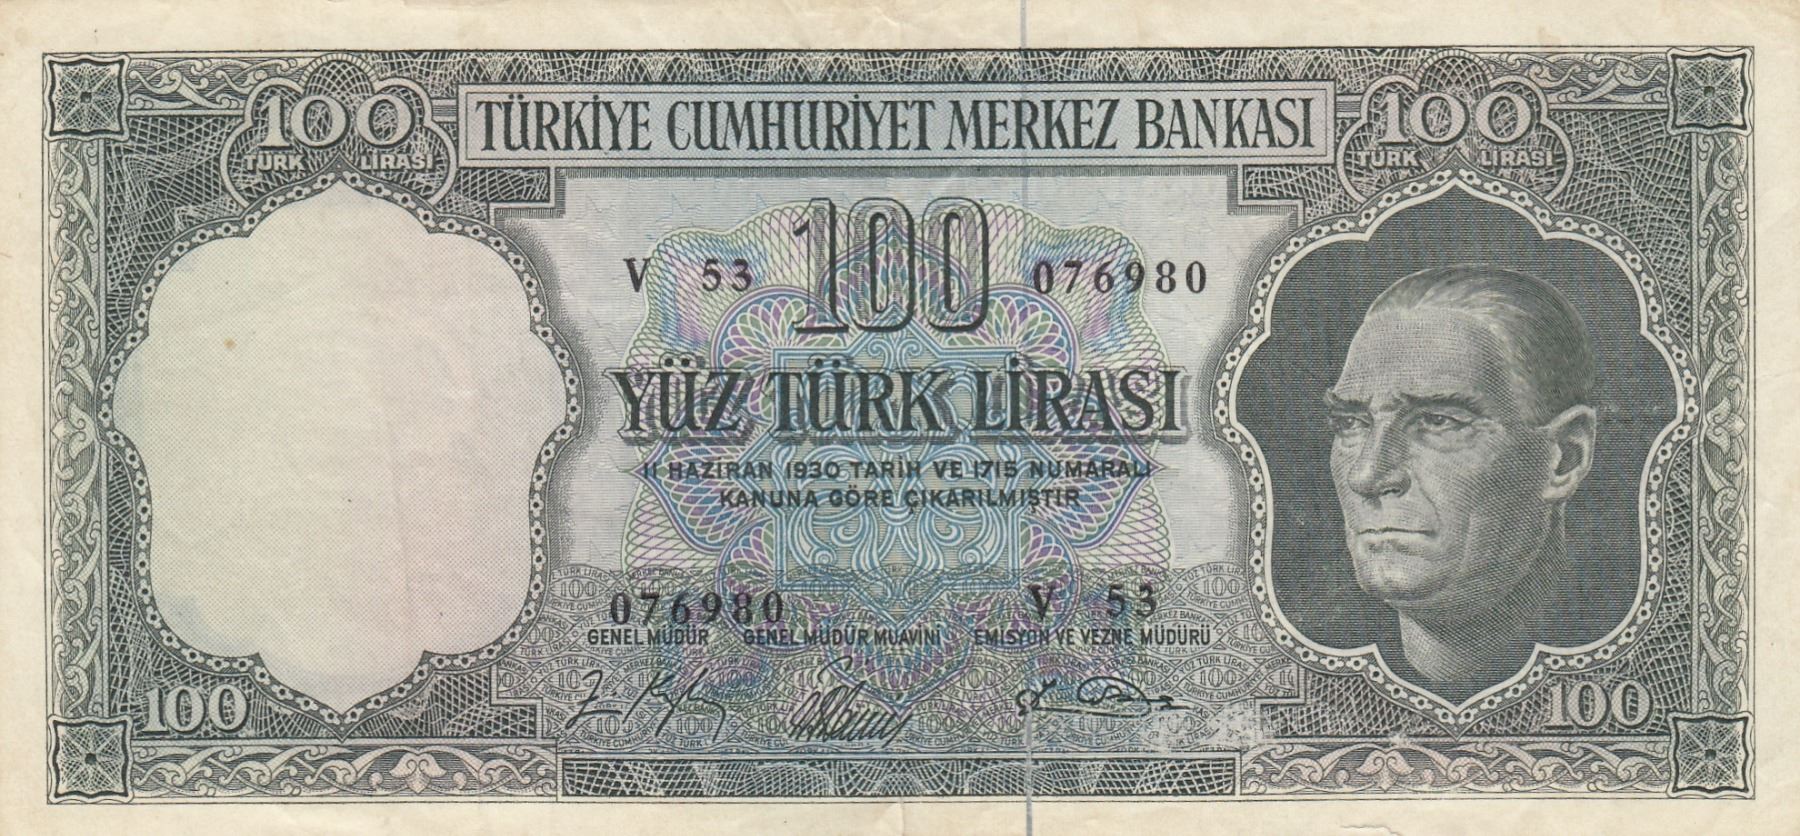 100 TÜRK LİRASI
TÜRKİYE CUMHURİYET MERKEZ BANKASI
100 TÜRK LİRASI
100
V 53
076980
YÜZ TÜRK LİRASI
11 HAZİRAN 1930 TARİH VE 1715 NUMARALI
KANUNA GÖRE ÇIKARILMIŞTIR
076980
V 53
GENEL MÜDÜR
GENEL MÜDÜR MUAVİNİ
EMİSYON VE VEZNE MÜDÜRÜ
100
100